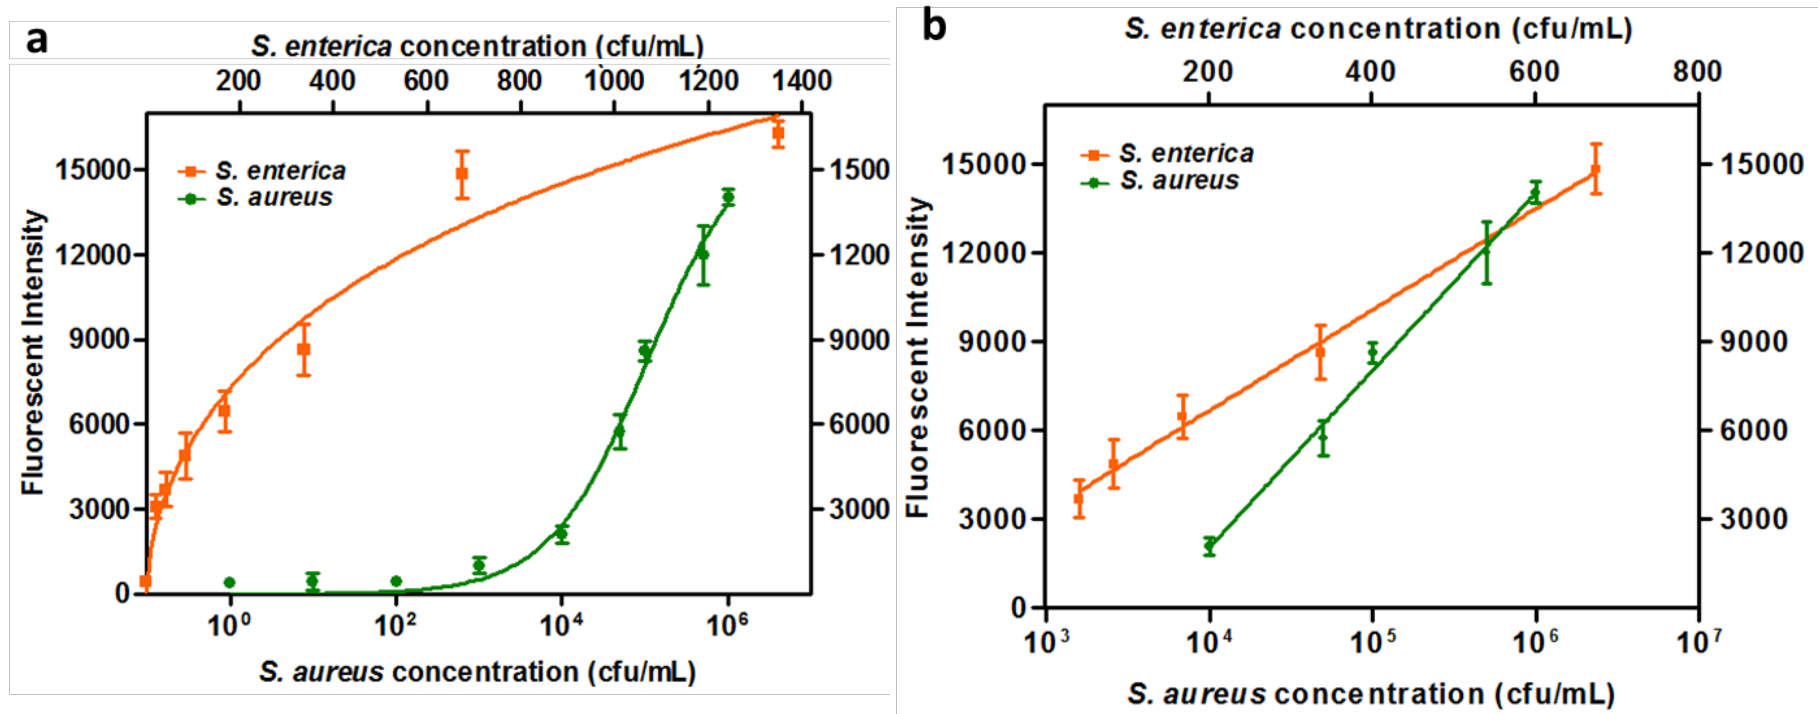 a
S. enterica concentration (cfu/mL)
200 400 600 800 1000 1200 1400
15000 1500
12000 1200
9000 9000
6000 6000
3000 3000
0
S. enterica
S. aureus
Fluorescent Intensity
10⁰ 10² 10⁴ 10⁶
S. aureus concentration (cfu/mL)
b
S. enterica concentration (cfu/mL)
200 400 600 800
15000 15000
12000 12000
9000 9000
6000 6000
3000 3000
0
S. enterica
S. aureus
Fluorescent Intensity
10³ 10⁴ 10⁵ 10⁶ 10⁷
S. aureus concentration (cfu/mL)